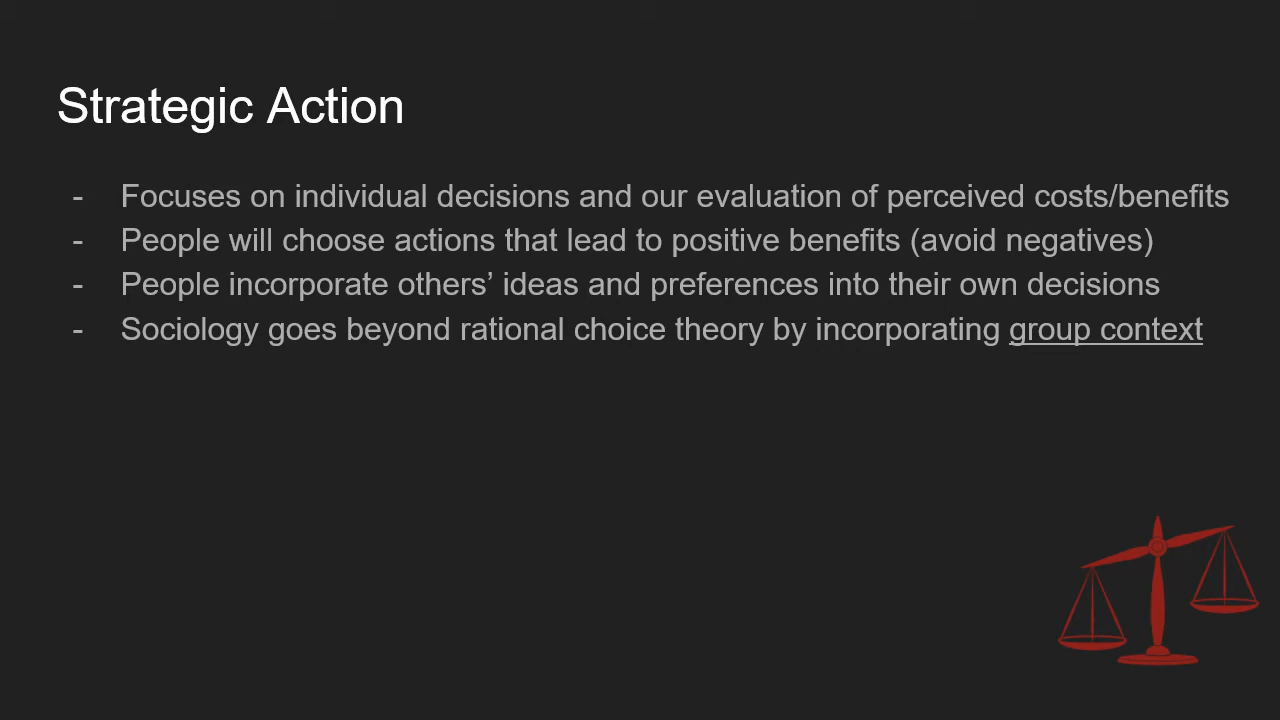 Strategic Action
- Focuses on individual decisions and our evaluation of perceived costs/benefits
- People will choose actions that lead to positive benefits (avoid negatives)
- People incorporate others’ ideas and preferences into their own decisions
- Sociology goes beyond rational choice theory by incorporating group context